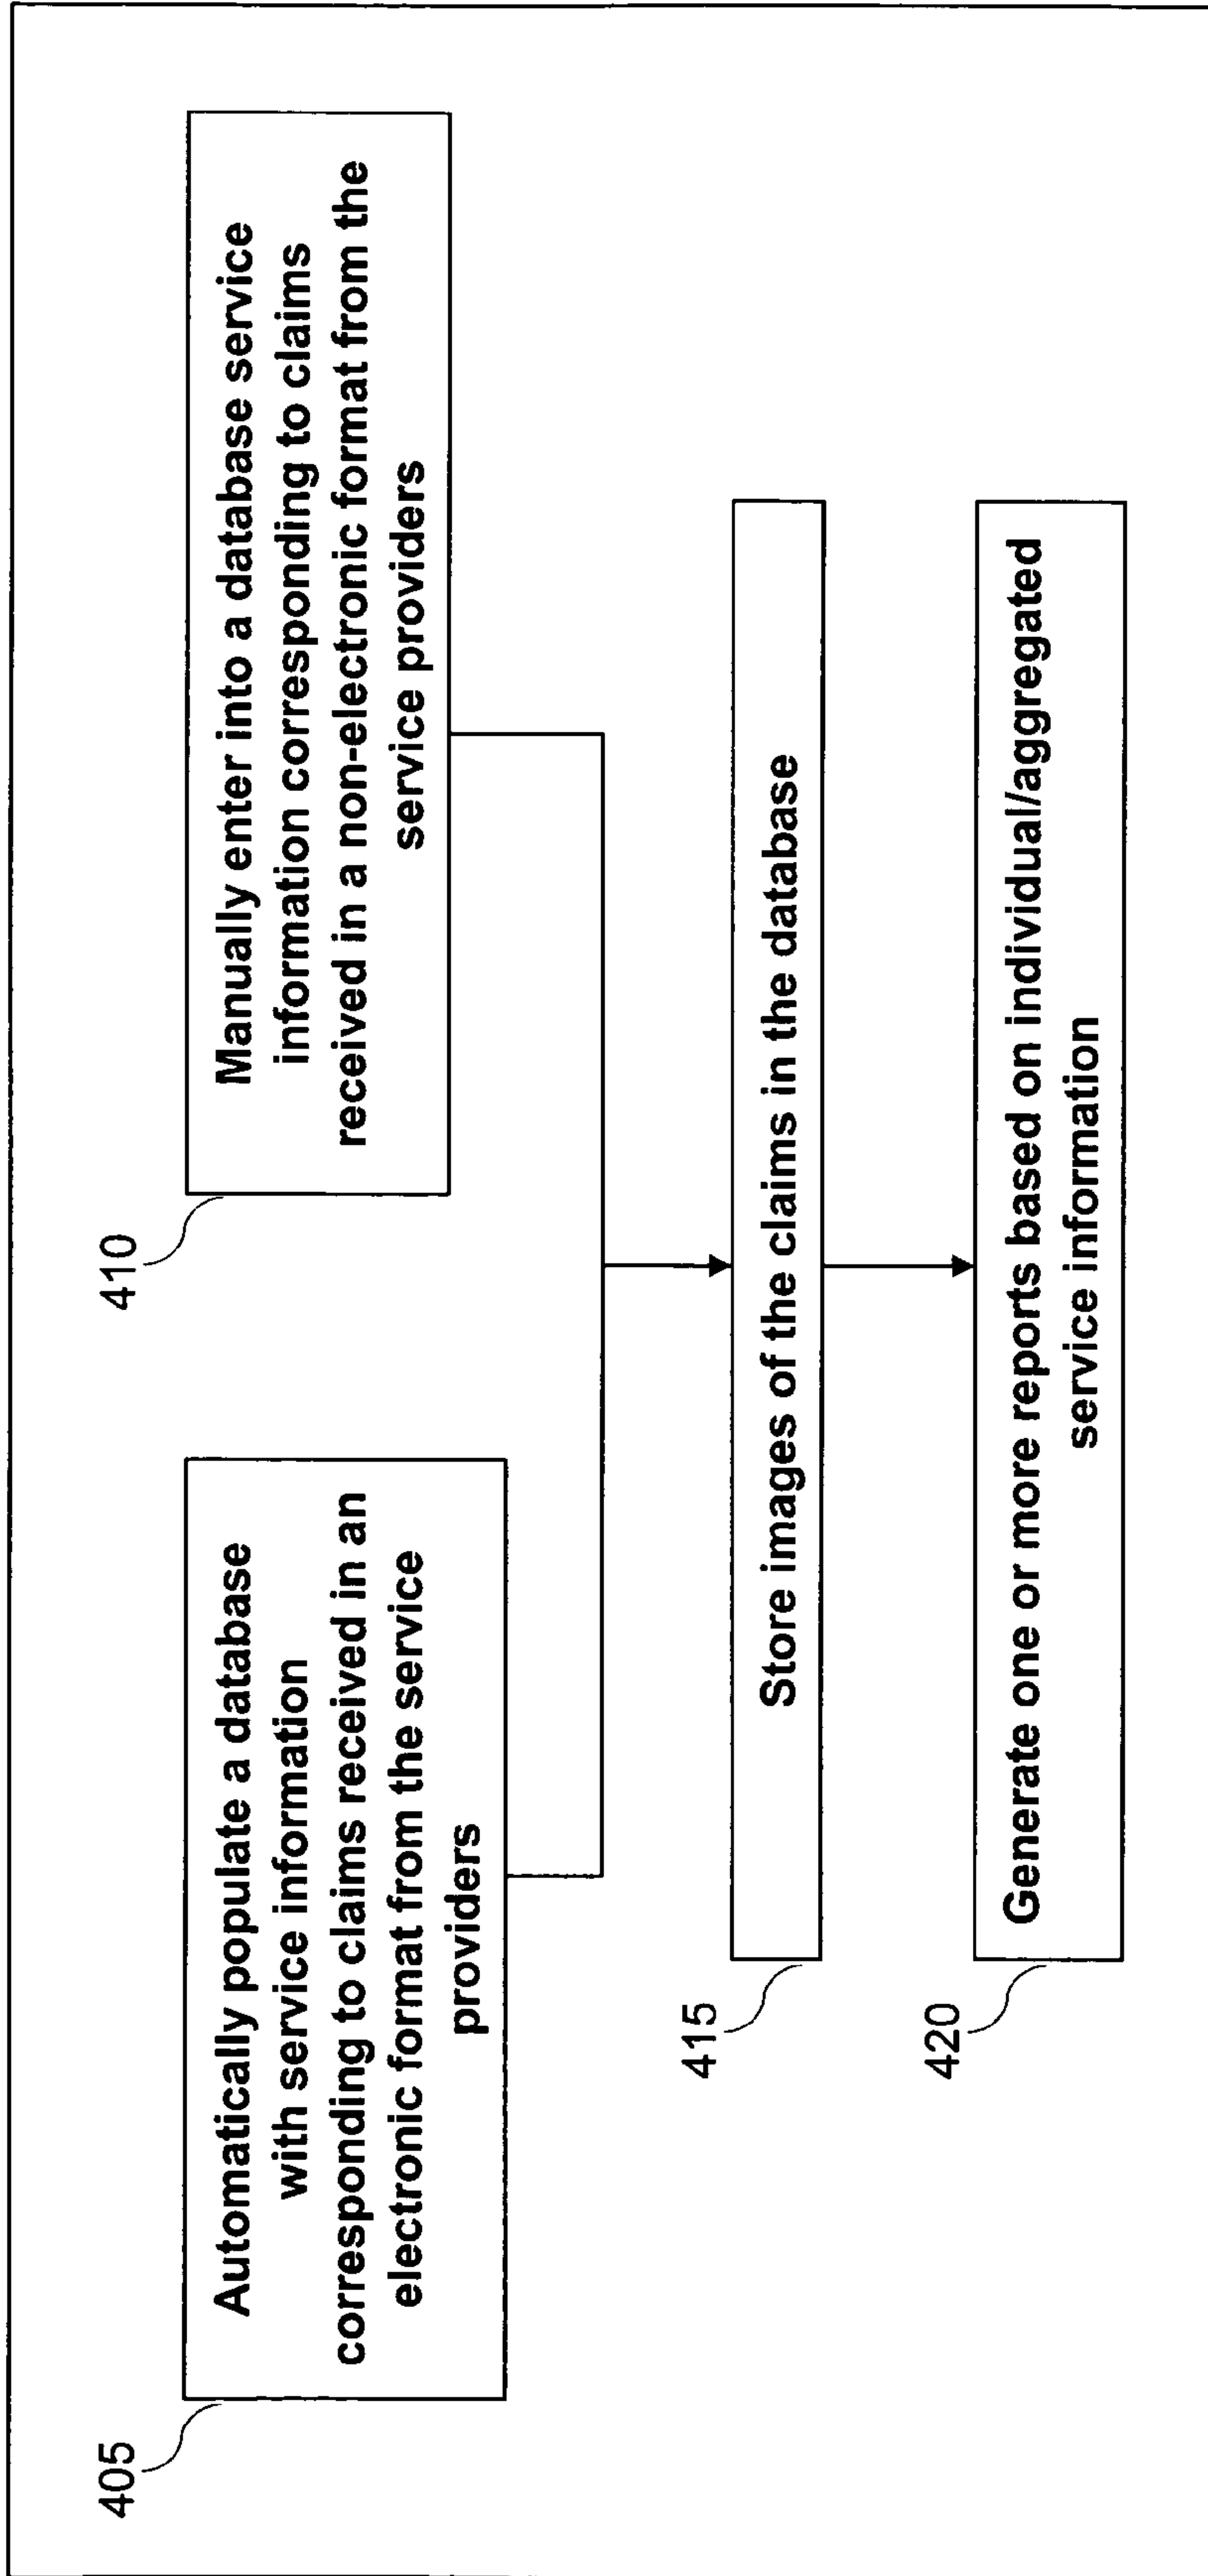 405
Automatically populate a database
with service information
corresponding to claims received in an
electronic format from the service
providers
410
Manually enter into a database service
information corresponding to claims
received in a non-electronic format from the
service providers
415
Store images of the claims in the database
420
Generate one or more reports based on individual/aggregated
service information